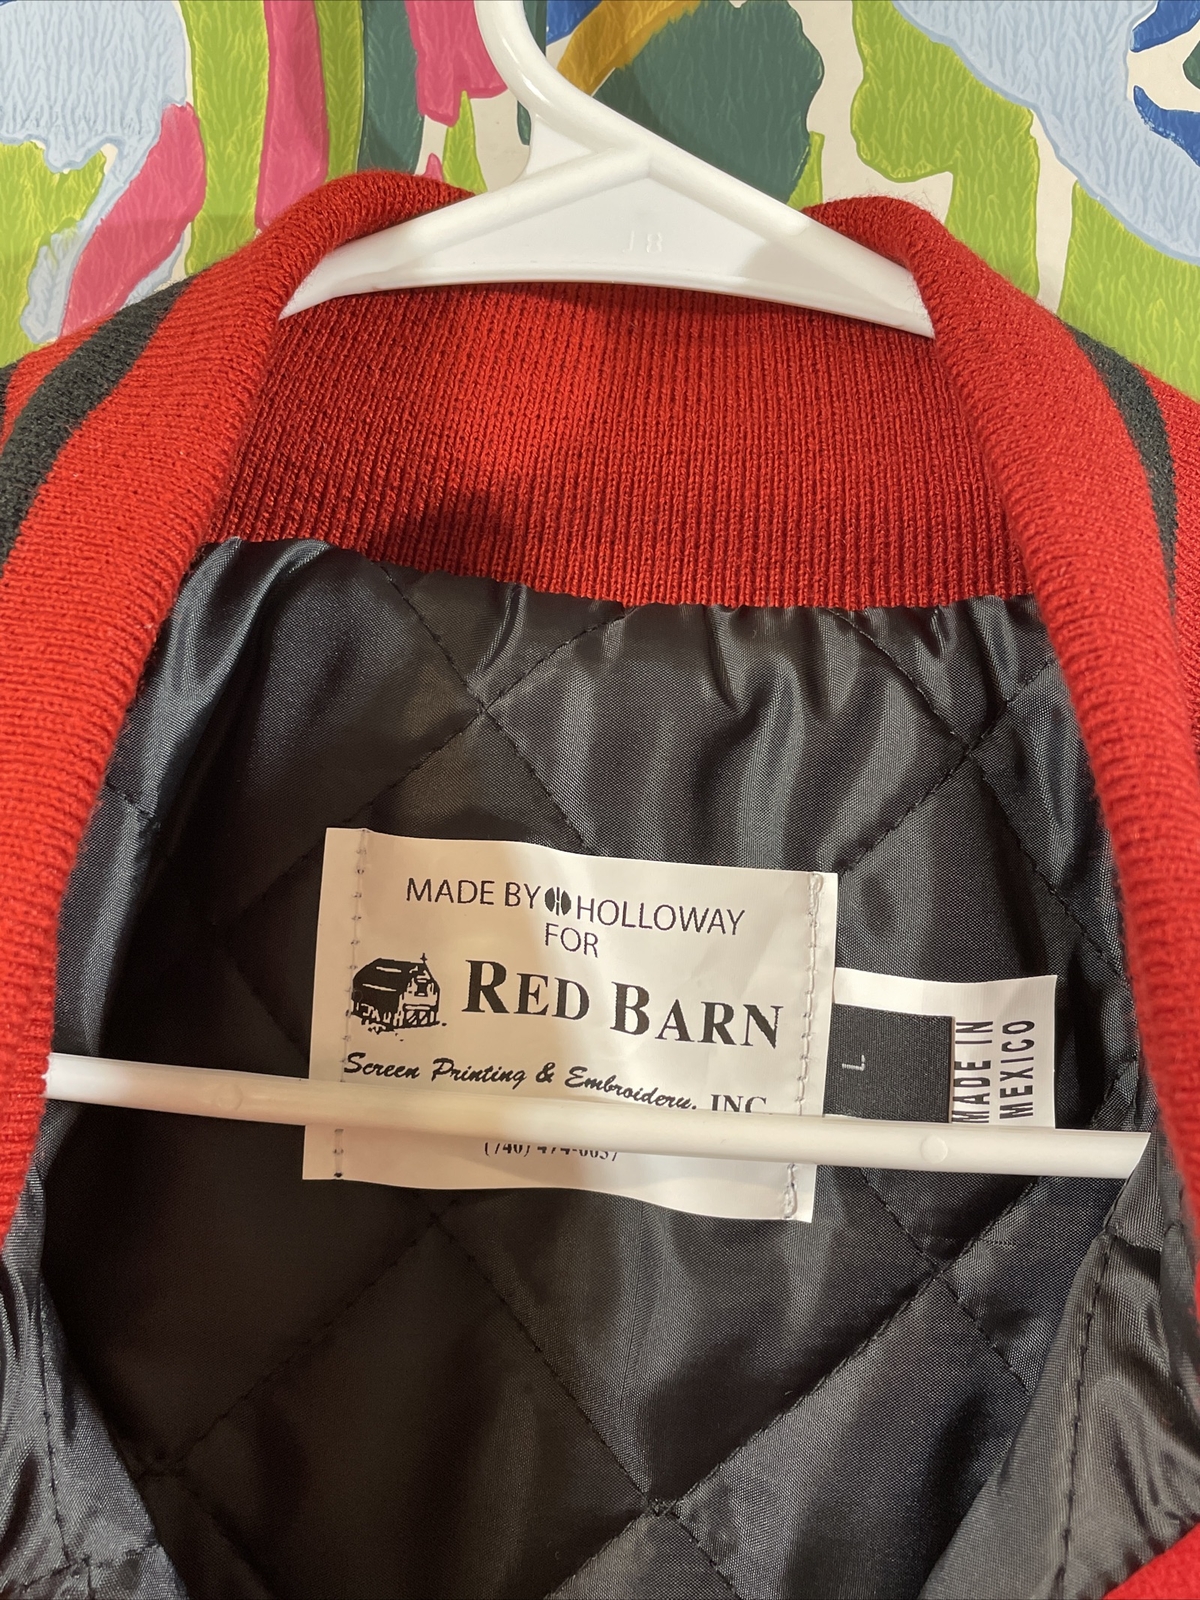 MADE BY HOLLOWAY
FOR
RED BARN
Screen Printing & Embroidery, INC.
L
MADE IN
MEXICO